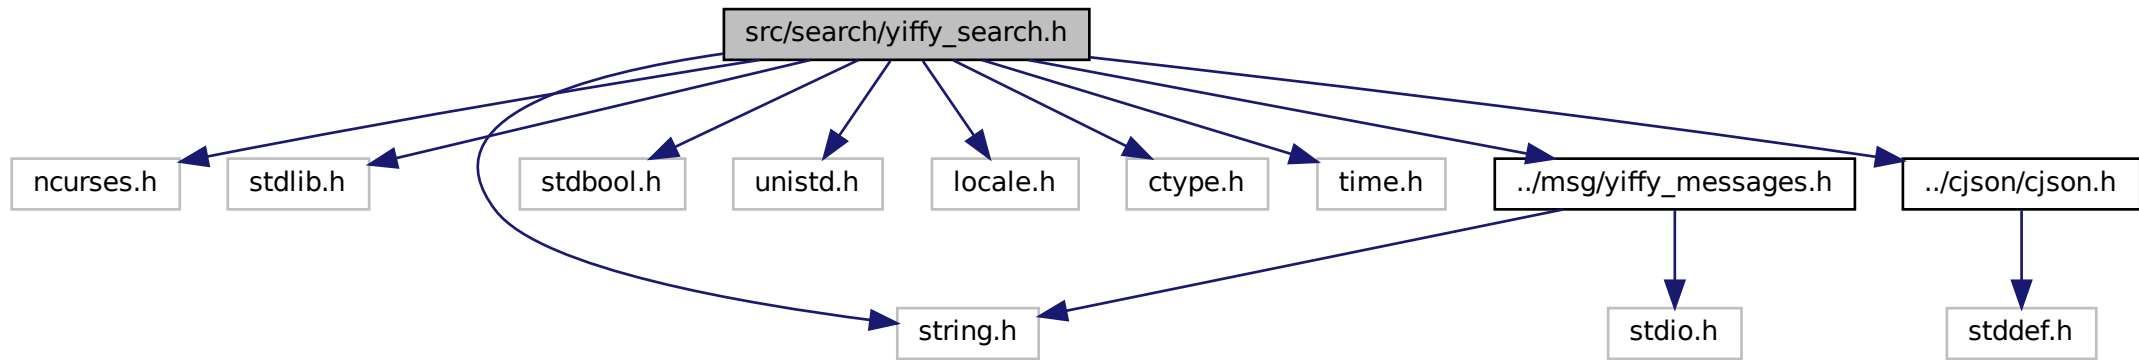 src/search/yiffy_search.h
ncurses.h
stdlib.h
stdbool.h
unistd.h
locale.h
ctype.h
time.h
../msg/yiffy_messages.h
../cjson/cjson.h
string.h
stdio.h
stddef.h